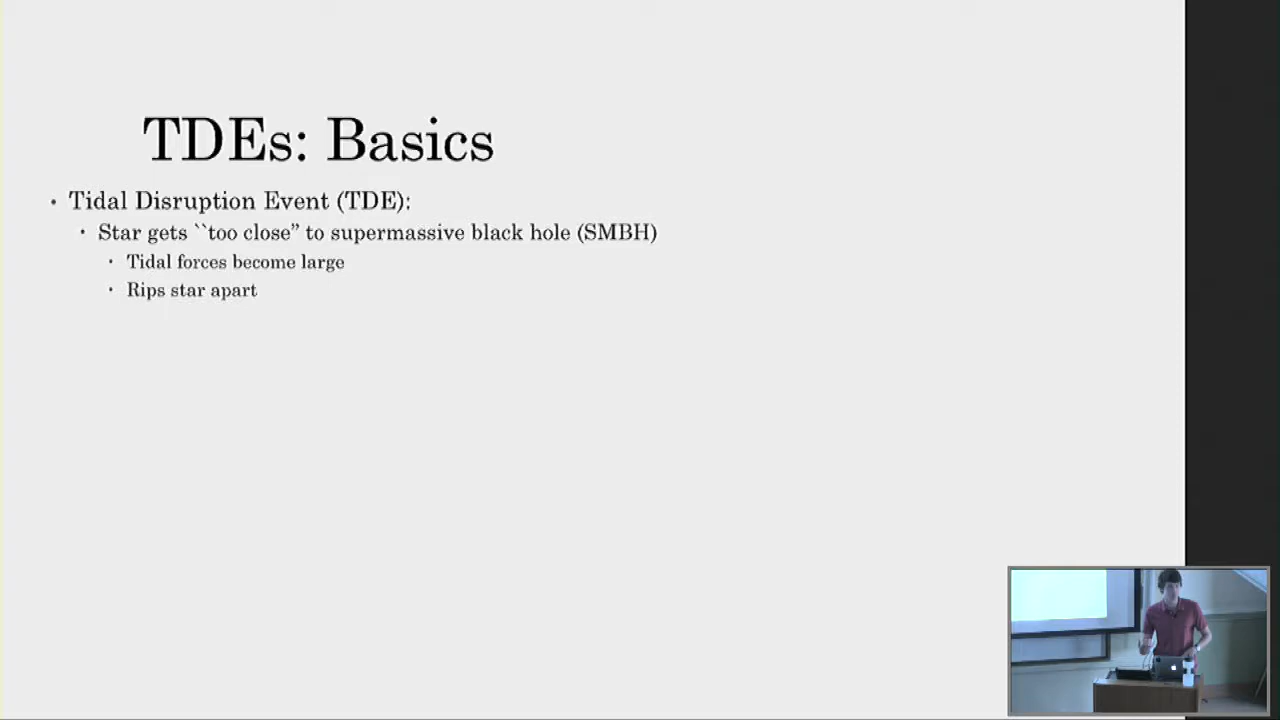 TDEs: Basics
• Tidal Disruption Event (TDE):
• Star gets ``too close” to supermassive black hole (SMBH)
• Tidal forces become large
• Rips star apart